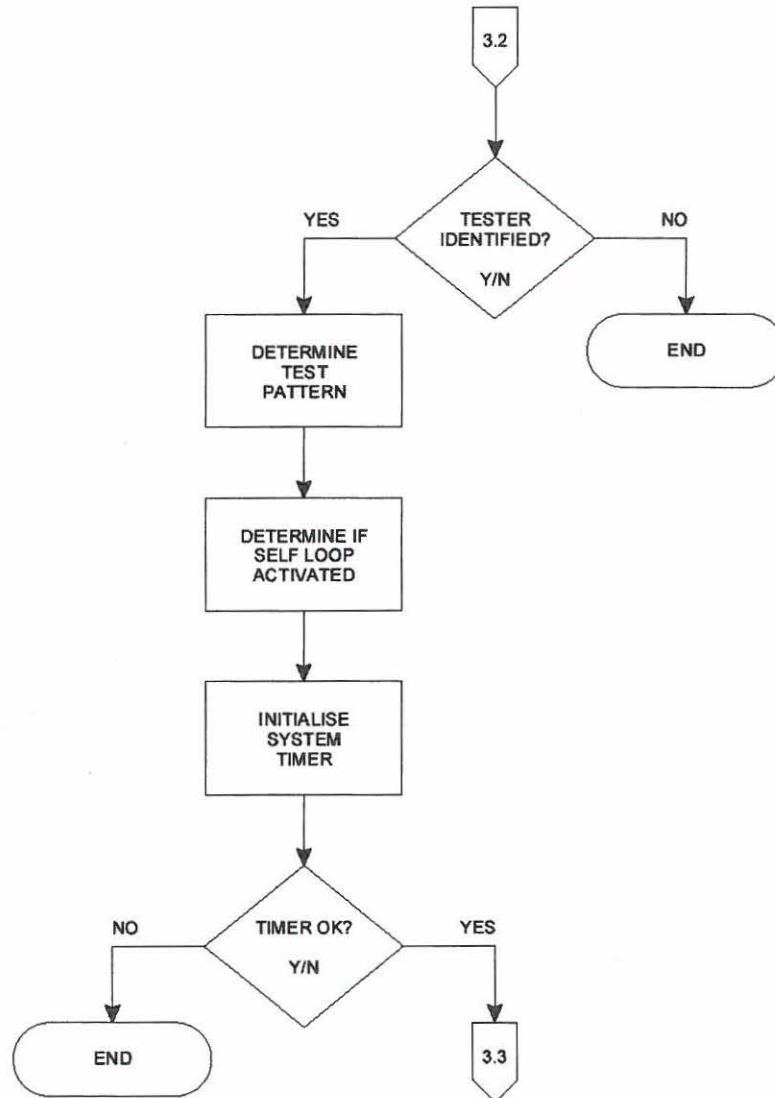 3.2
YES
TESTER
IDENTIFIED?
Y/N
NO
DETERMINE
TEST
PATTERN
END
DETERMINE IF
SELF LOOP
ACTIVATED
INITIALISE
SYSTEM
TIMER
NO
TIMER OK?
Y/N
YES
END
3.3